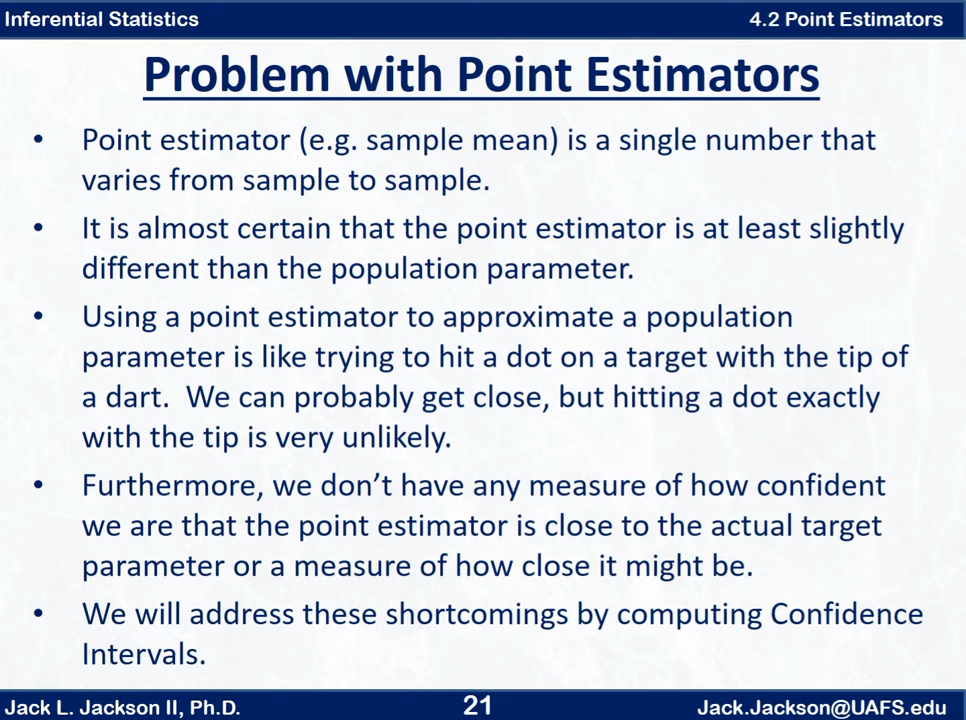 Inferential Statistics
4.2 Point Estimators
Problem with Point Estimators
• Point estimator (e.g. sample mean) is a single number that
varies from sample to sample.
• It is almost certain that the point estimator is at least slightly
different than the population parameter.
• Using a point estimator to approximate a population
parameter is like trying to hit a dot on a target with the tip of
a dart.  We can probably get close, but hitting a dot exactly
with the tip is very unlikely.
• Furthermore, we don’t have any measure of how confident
we are that the point estimator is close to the actual target
parameter or a measure of how close it might be.
• We will address these shortcomings by computing Confidence
Intervals.
Jack L. Jackson II, Ph.D.
21
Jack.Jackson@UAFS.edu